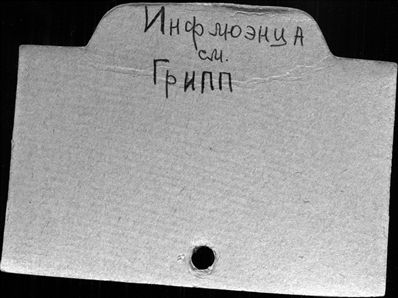 Инфлюэнца
см.
Грипп